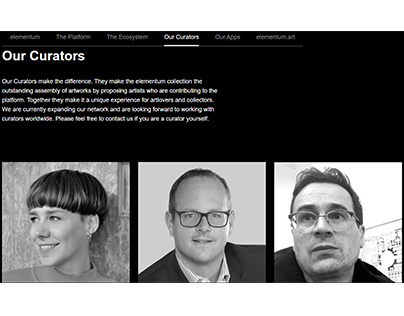 elementum The Platform The Ecosystem Our Curators Our Apps elementum.art
Our Curators
Our Curators make the difference. They make the elementum collection the
outstanding assembly of artworks by proposing artists who are contributing to the
platform. Together they make it a unique experience for artlovers and collectors.
We are currently expanding our network and are looking forward to working with
curators worldwide. Please feel free to contact us if you are a curator yourself.